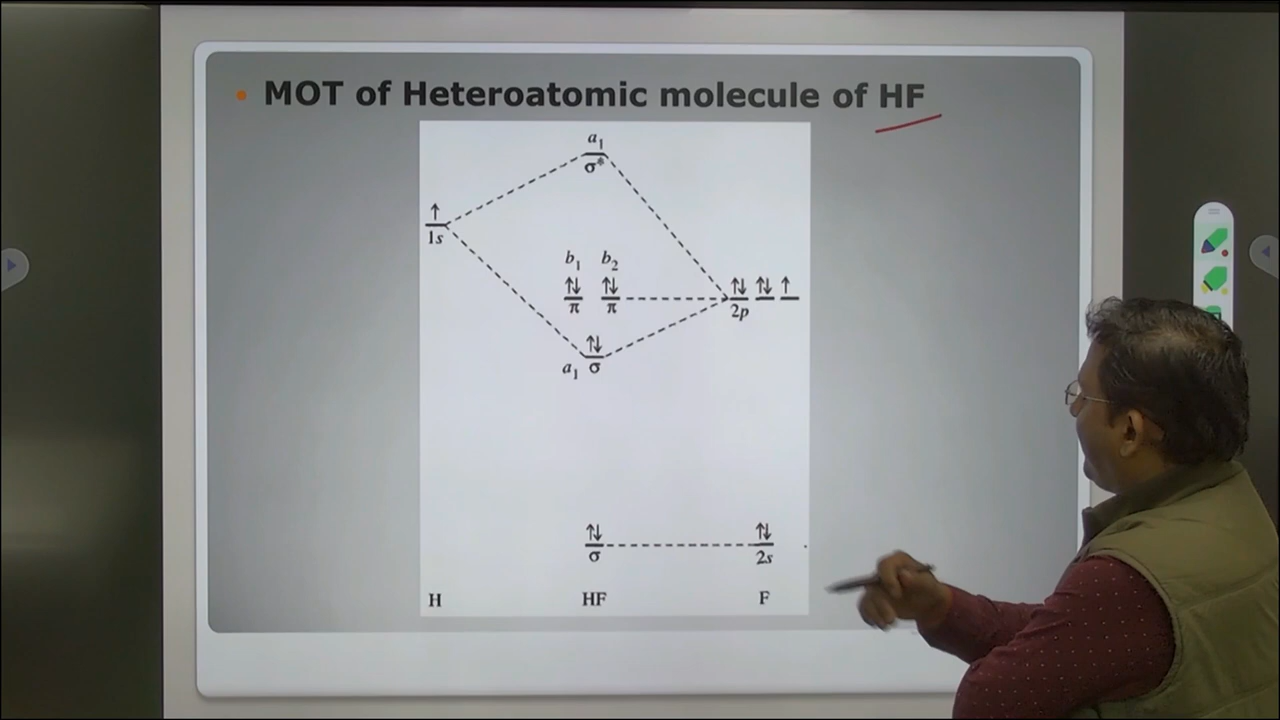 • MOT of Heteroatomic molecule of HF
a₁
σ*
↑
1s
b₁ b₂
↑↓ ↑↓
π π
↑↓ ↑↓ ↑
2p
↑↓
a₁ σ
↑↓
σ
↑↓
2s
H HF F